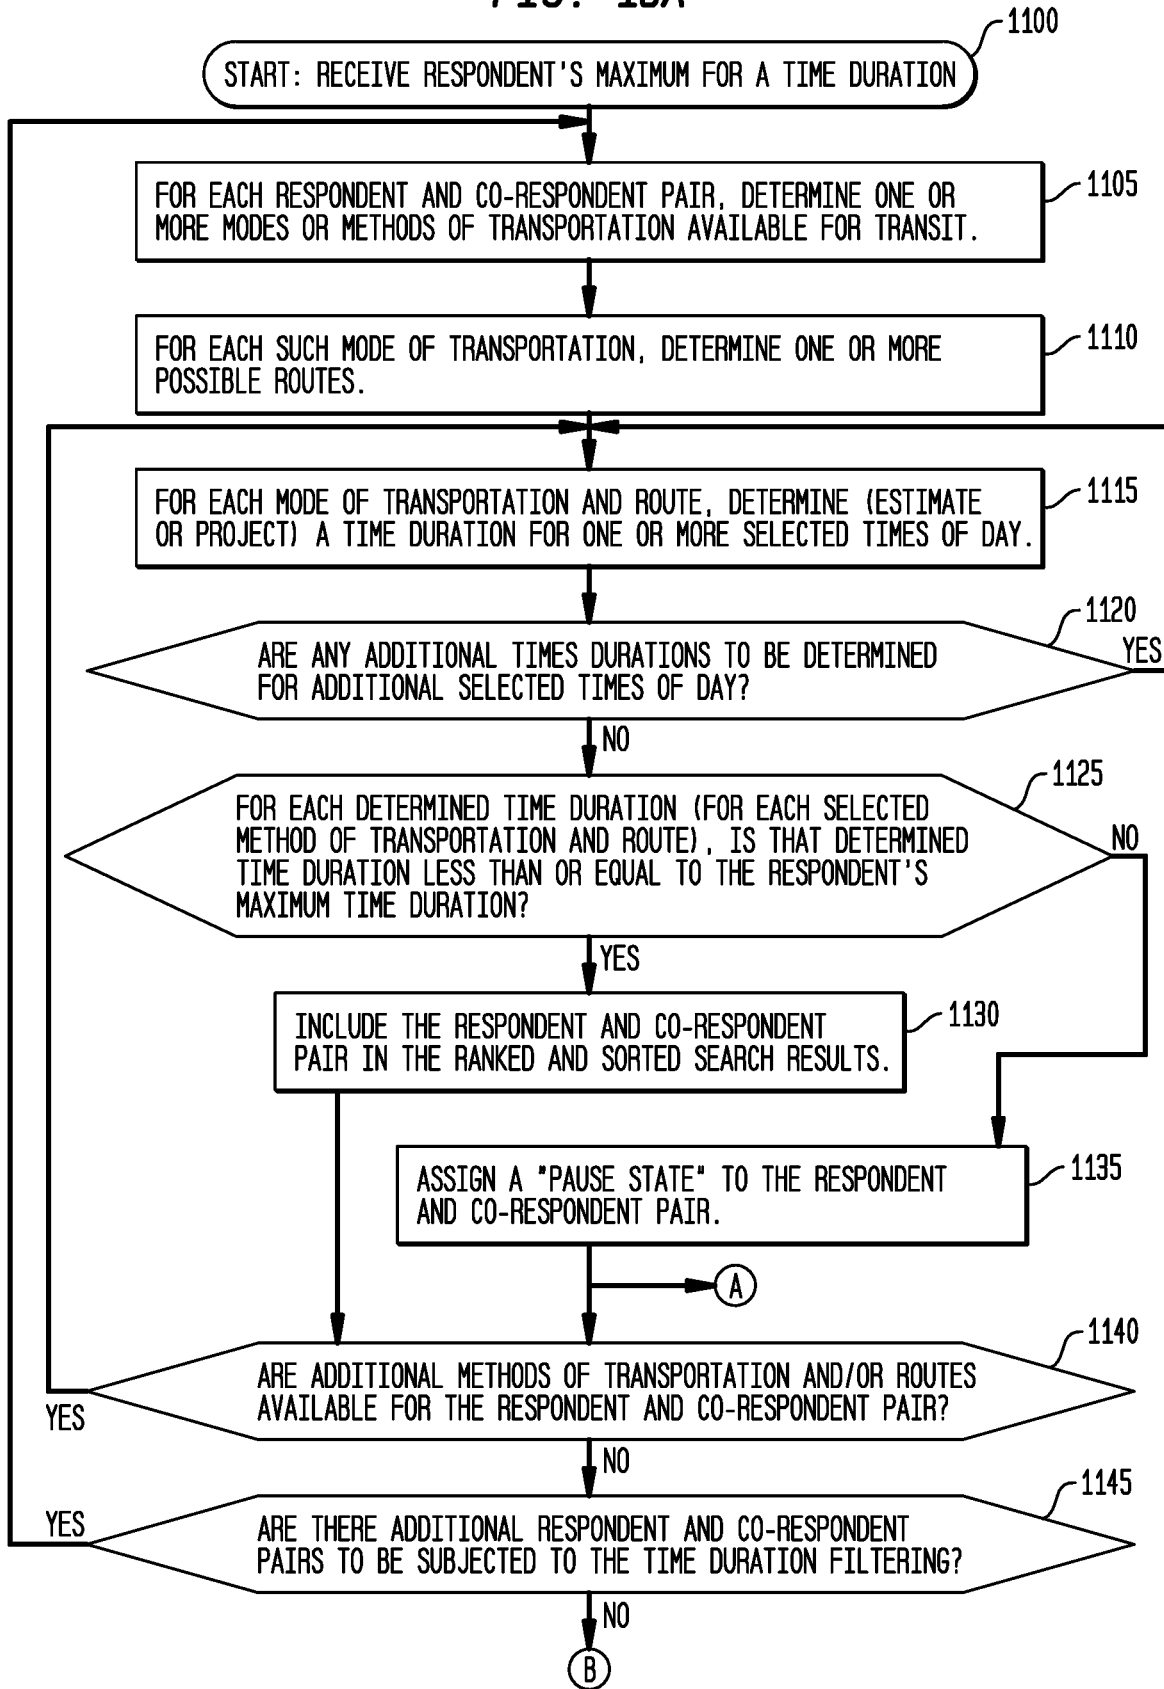 1100
START: RECEIVE RESPONDENT'S MAXIMUM FOR A TIME DURATION
FOR EACH RESPONDENT AND CO-RESPONDENT PAIR, DETERMINE ONE OR
MORE MODES OR METHODS OF TRANSPORTATION AVAILABLE FOR TRANSIT.
1105
FOR EACH SUCH MODE OF TRANSPORTATION, DETERMINE ONE OR MORE
POSSIBLE ROUTES.
1110
FOR EACH MODE OF TRANSPORTATION AND ROUTE, DETERMINE (ESTIMATE
OR PROJECT) A TIME DURATION FOR ONE OR MORE SELECTED TIMES OF DAY.
1115
1120
ARE ANY ADDITIONAL TIMES DURATIONS TO BE DETERMINED
FOR ADDITIONAL SELECTED TIMES OF DAY?
YES
NO
1125
FOR EACH DETERMINED TIME DURATION (FOR EACH SELECTED
METHOD OF TRANSPORTATION AND ROUTE), IS THAT DETERMINED
TIME DURATION LESS THAN OR EQUAL TO THE RESPONDENT'S
MAXIMUM TIME DURATION?
NO
YES
INCLUDE THE RESPONDENT AND CO-RESPONDENT
PAIR IN THE RANKED AND SORTED SEARCH RESULTS.
1130
ASSIGN A "PAUSE STATE" TO THE RESPONDENT
AND CO-RESPONDENT PAIR.
1135
A
1140
ARE ADDITIONAL METHODS OF TRANSPORTATION AND/OR ROUTES
AVAILABLE FOR THE RESPONDENT AND CO-RESPONDENT PAIR?
YES
NO
1145
ARE THERE ADDITIONAL RESPONDENT AND CO-RESPONDENT
PAIRS TO BE SUBJECTED TO THE TIME DURATION FILTERING?
YES
NO
B